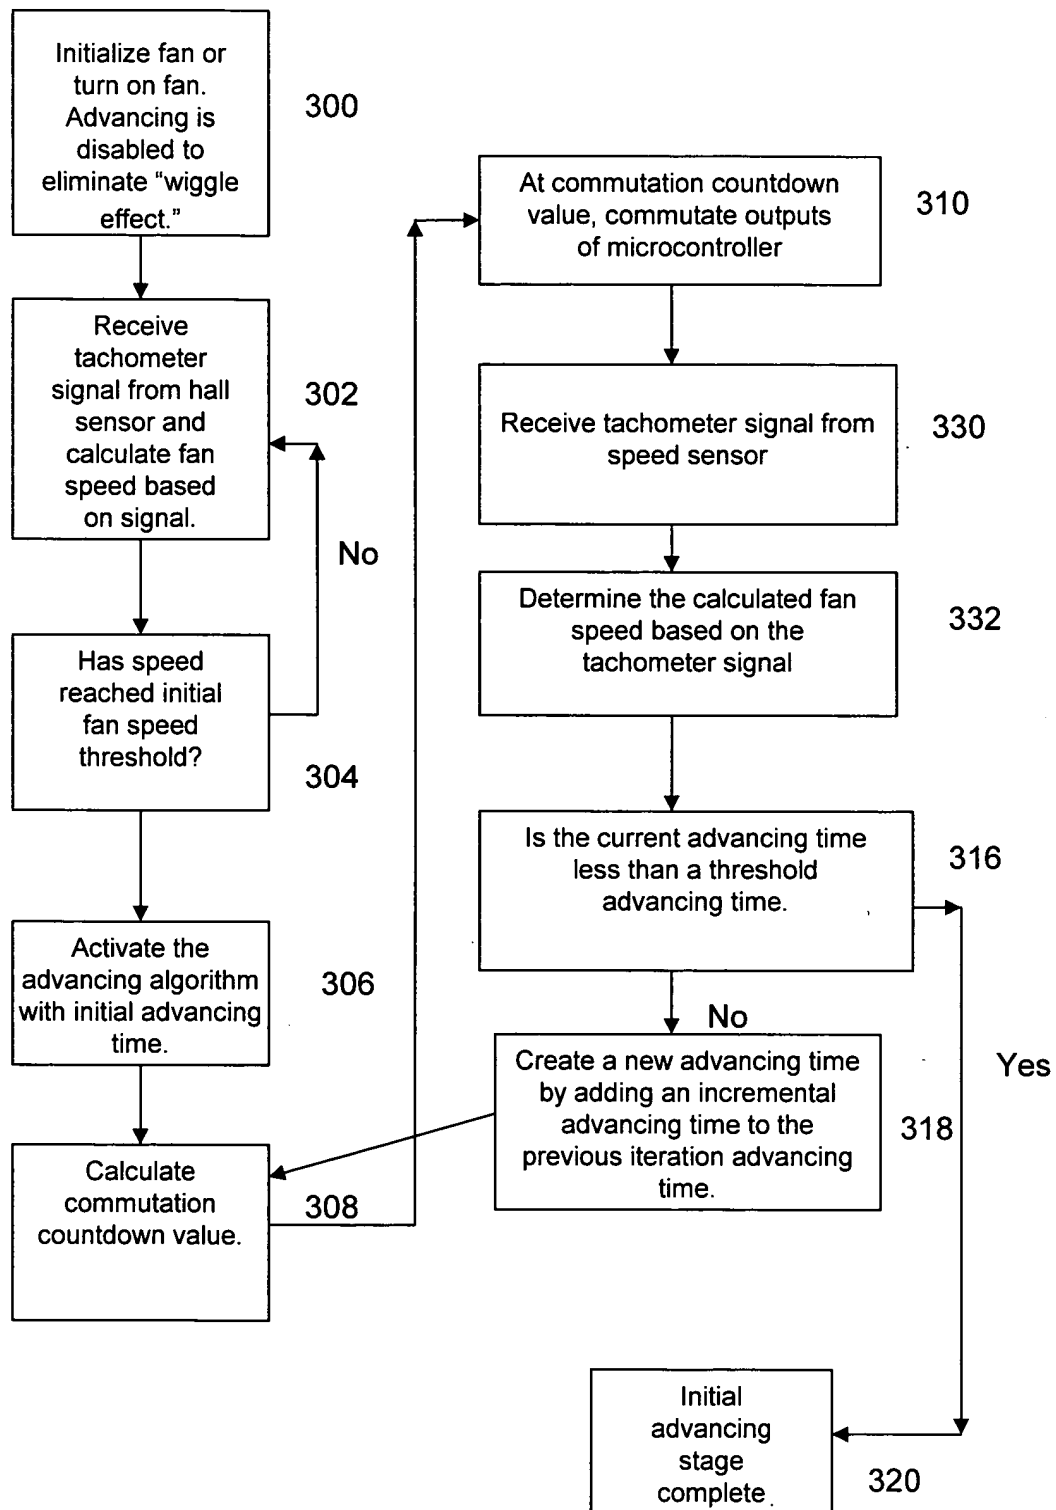 Initialize fan or
turn on fan.
Advancing is
disabled to
eliminate “wiggle
effect.”
300
Receive
tachometer
signal from hall
sensor and
calculate fan
speed based
on signal.
302
No
Has speed
reached initial
fan speed
threshold?
304
Activate the
advancing algorithm
with initial advancing
time.
306
Calculate
commutation
countdown value.
308
At commutation countdown
value, commutate outputs
of microcontroller
310
Receive tachometer signal from
speed sensor
330
Determine the calculated fan
speed based on the
tachometer signal
332
Is the current advancing time
less than a threshold
advancing time.
316
No
Yes
Create a new advancing time
by adding an incremental
advancing time to the
previous iteration advancing
time.
318
Initial
advancing
stage
complete
320